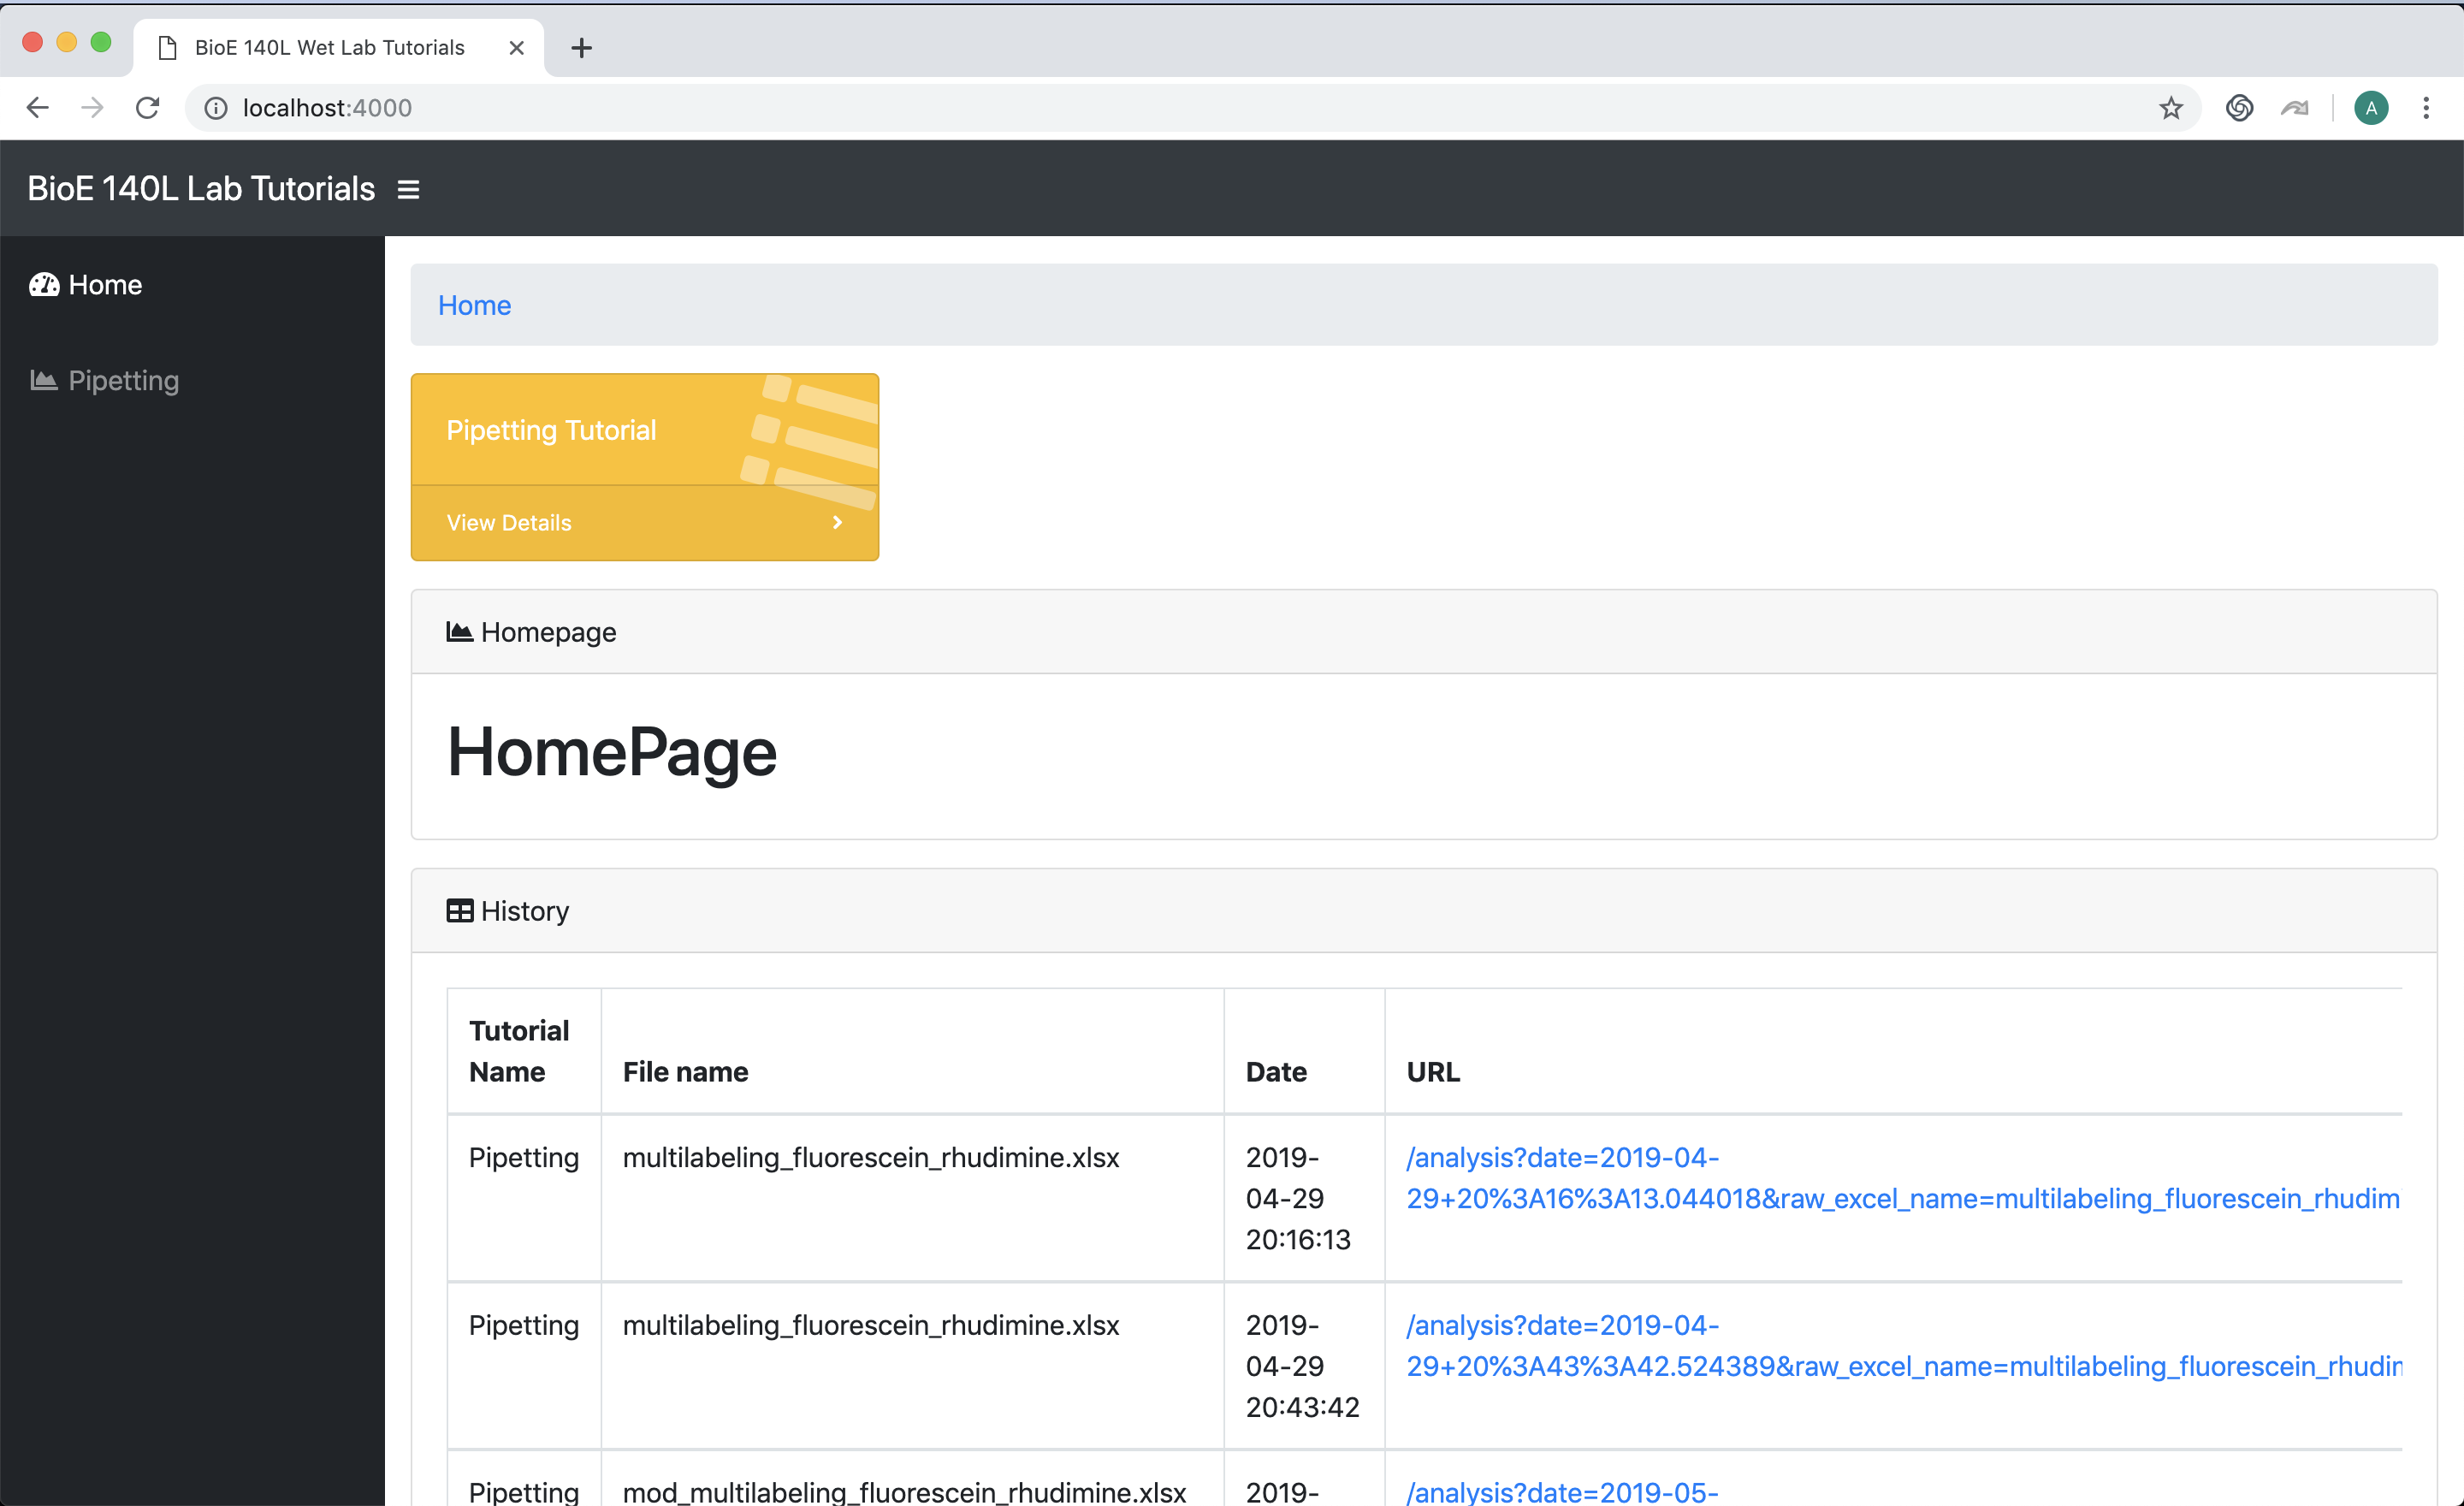 BioE 140L Wet Lab Tutorials
localhost:4000
A
BioE 140L Lab Tutorials
Home
Pipetting
Home
Pipetting Tutorial
View Details
Homepage
HomePage
History
Tutorial
Name
File name
Date
URL
Pipetting
multilabeling_fluorescein_rhudimine.xlsx
2019-
04-29
20:16:13
/analysis?date=2019-04-
29+20%3A16%3A13.044018&raw_excel_name=multilabeling_fluorescein_rhudim
Pipetting
multilabeling_fluorescein_rhudimine.xlsx
2019-
04-29
20:43:42
/analysis?date=2019-04-
29+20%3A43%3A42.524389&raw_excel_name=multilabeling_fluorescein_rhudin
Pipetting
mod_multilabeling_fluorescein_rhudimine.xlsx
2019-
/analysis?date=2019-05-